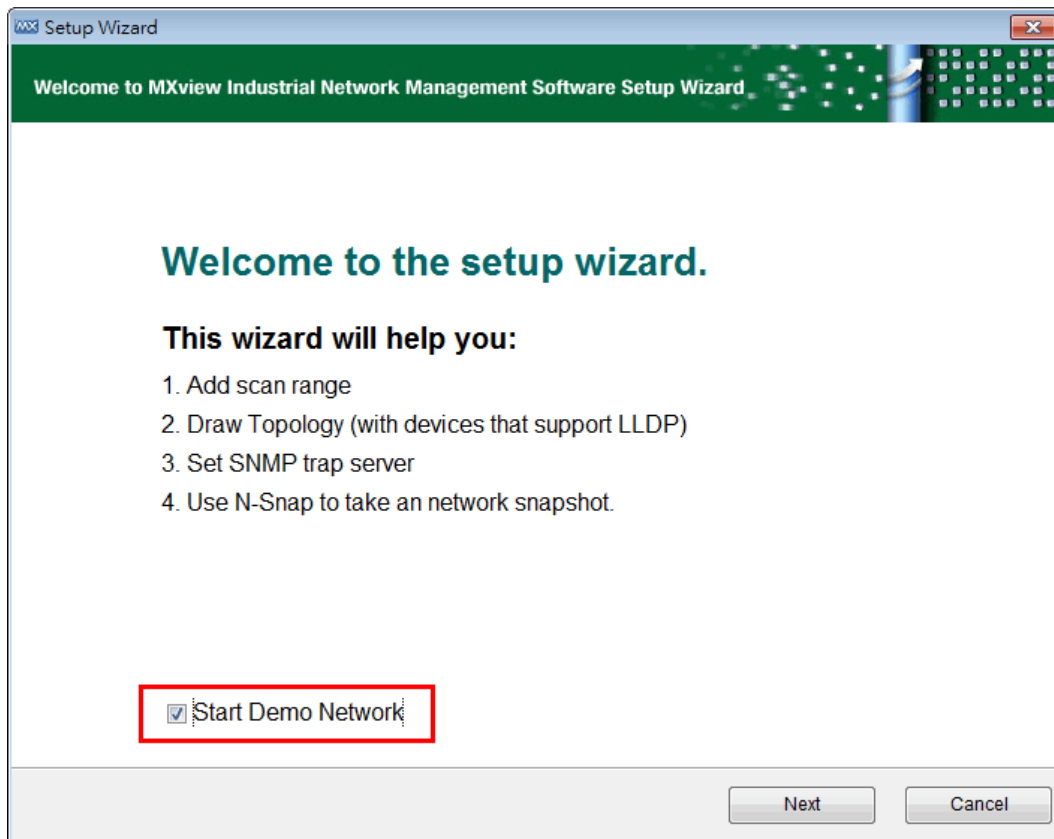 MX Setup Wizard
Welcome to MXview Industrial Network Management Software Setup Wizard
Welcome to the setup wizard.
This wizard will help you:
1. Add scan range
2. Draw Topology (with devices that support LLDP)
3. Set SNMP trap server
4. Use N-Snap to take an network snapshot.
Start Demo Network
Next
Cancel